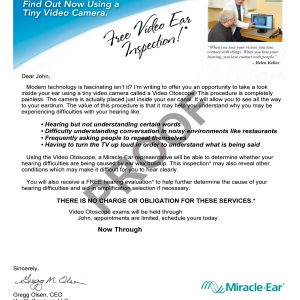 Find Out Now Using a
Tiny Video Camera.
Free Video Ear
Inspection!*
"When you lose your vision, you lose
contact with things. When you lose your
hearing, you lose contact with people."
- Helen Keller
Dear John,
Modern technology is fascinating isn't it? I'm writing to offer you an opportunity to take a look
inside your ear using a tiny video camera called a Video Otoscope. This procedure is completely
painless. The camera is actually placed just inside your ear canal. It will allow you to see all the way
to your eardrum. The value of this procedure is that it may help you understand why you may be
experiencing difficulties with your hearing like:
• Hearing but not understanding certain words
• Difficulty understanding conversation in noisy environments like restaurants
• Frequently asking people to repeat themselves
• Having to turn the TV up loud in order to understand what is being said
Using the Video Otoscope, a Miracle Ear representative will be able to determine whether your
hearing difficulties are being caused by ear wax buildup. This inspection* may also reveal other
conditions which may make it difficult for you to hear clearly.
You will also receive a FREE hearing evaluation* to help further determine the cause of your
hearing difficulties and aid in selection if necessary.
THERE IS NO CHARGE OR OBLIGATION FOR THESE SERVICES.*
Video Otoscope exams will be held through
John, appointments are limited, schedule yours today.
Now Through
PROOF
Sincerely,
Gregg M. Olsen
Gregg Olsen, CEO
Miracle-Ear®